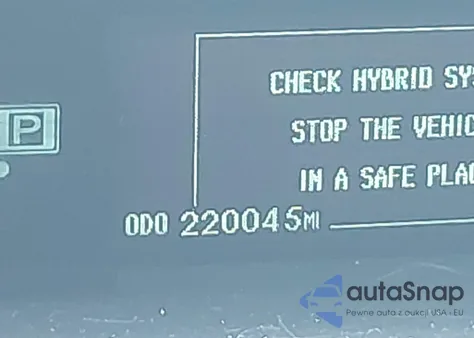 CHECK HYBRID SYS
STOP THE VEHIC
IN A SAFE PLAC
P
ODO 220045MI
autaSnap
Pewne auta z aukcji USA i EU